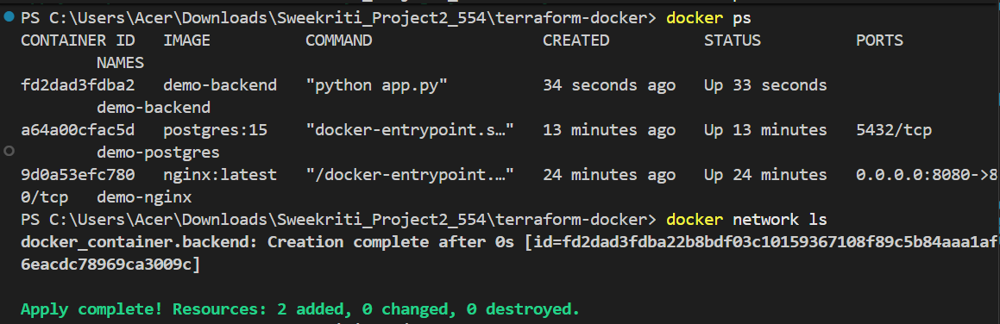 PS C:\Users\Acer\Downloads\Sweekriti_Project2_554\terraform-docker> docker ps
CONTAINER ID   IMAGE          COMMAND                  CREATED          STATUS          PORTS
        NAMES
fd2dad3fdba2   demo-backend   "python app.py"          34 seconds ago   Up 33 seconds
        demo-backend
a64a00cfac5d   postgres:15    "docker-entrypoint.s…"   13 minutes ago   Up 13 minutes   5432/tcp
        demo-postgres
9d0a53efc780   nginx:latest   "/docker-entrypoint.…"   24 minutes ago   Up 24 minutes   0.0.0.0:8080->8
0/tcp   demo-nginx
PS C:\Users\Acer\Downloads\Sweekriti_Project2_554\terraform-docker> docker network ls
docker_container.backend: Creation complete after 0s [id=fd2dad3fdba22b8bdf03c10159367108f89c5b84aaa1af
6eacdc78969ca3009c]
Apply complete! Resources: 2 added, 0 changed, 0 destroyed.